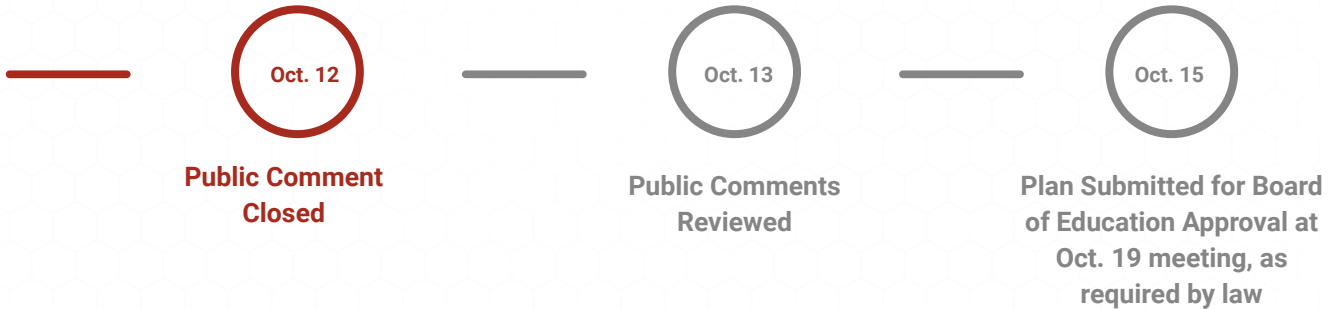 Oct. 12
Public Comment
Closed
Oct. 13
Public Comments
Reviewed
Oct. 15
Plan Submitted for Board
of Education Approval at
Oct. 19 meeting, as
required by law